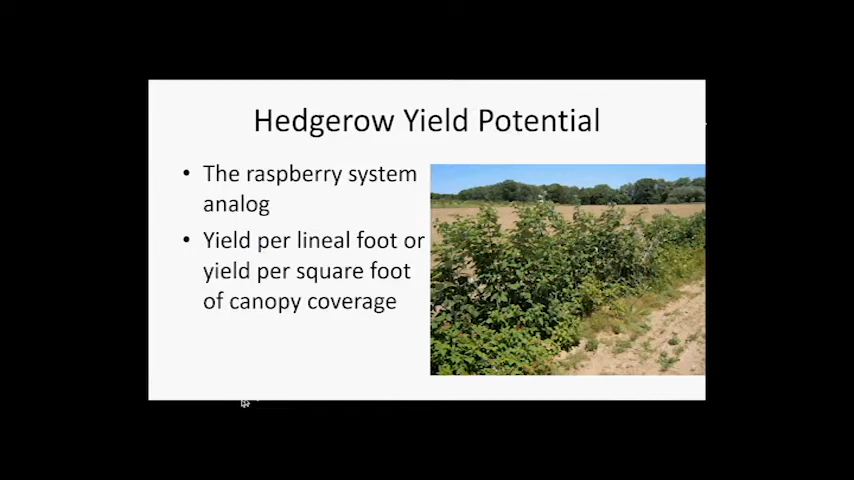 Hedgerow Yield Potential
• The raspberry system
analog
• Yield per lineal foot or
yield per square foot
of canopy coverage